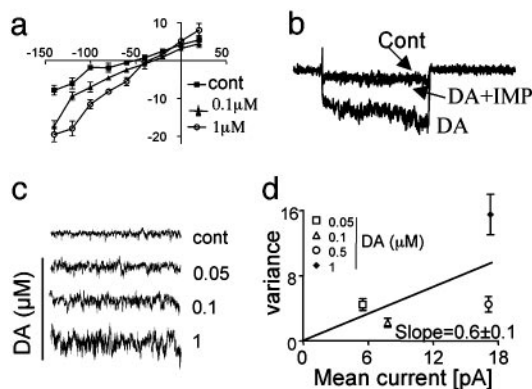 a
-150
-100
-50
0
50
10
0
-10
-20
cont
0.1μM
1μM
b
Cont
DA+IMP
DA
c
cont
0.05
0.1
1
DA (μM)
d
variance
16
8
0
0.05
0.1
0.5
1
DA (μM)
Slope=0.6±0.1
0 6 12 18
Mean current [pA]